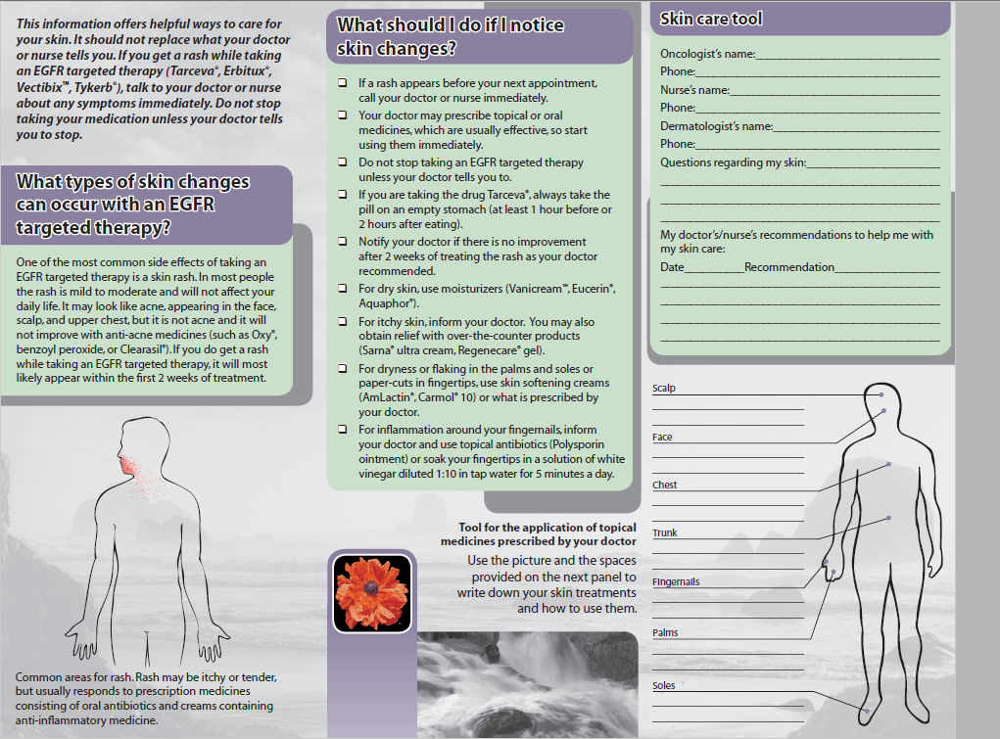 This information offers helpful ways to care for
your skin. It should not replace what your doctor
or nurse tells you. If you get a rash while taking
an EGFR targeted therapy (Tarceva®, Erbitux®,
Vectibix™, Tykerb®), talk to your doctor or nurse
about any symptoms immediately. Do not stop
taking your medication unless your doctor tells
you to stop.
What types of skin changes
can occur with an EGFR
targeted therapy?
One of the most common side effects of taking an
EGFR targeted therapy is a skin rash. In most people
the rash is mild to moderate and will not affect your
daily life. It may look like acne, appearing in the face,
scalp, and upper chest, but it is not acne and it will
not improve with anti-acne medicines (such as Oxy®,
benzoyl peroxide, or Clearasil®). If you do get a rash
while taking an EGFR targeted therapy, it will most
likely appear within the first 2 weeks of treatment.
Common areas for rash. Rash may be itchy or tender,
but usually responds to prescription medicines
consisting of oral antibiotics and creams containing
anti-inflammatory medicine.
What should I do if I notice
skin changes?
❑ If a rash appears before your next appointment,
call your doctor or nurse immediately.
❑ Your doctor may prescribe topical or oral
medicines, which are usually effective, so start
using them immediately.
❑ Do not stop taking an EGFR targeted therapy
unless your doctor tells you to.
❑ If you are taking the drug Tarceva®, always take the
pill on an empty stomach (at least 1 hour before or
2 hours after eating).
❑ Notify your doctor if there is no improvement
after 2 weeks of treating the rash as your doctor
recommended.
❑ For dry skin, use moisturizers (Vanicream™, Eucerin®,
Aquaphor®).
❑ For itchy skin, inform your doctor. You may also
obtain relief with over-the-counter products
(Sarna® ultra cream, Regenecare® gel).
❑ For dryness or flaking in the palms and soles or
paper-cuts in fingertips, use skin softening creams
(AmLactin®, Carmol® 10) or what is prescribed by
your doctor.
❑ For inflammation around your fingernails, inform
your doctor and use topical antibiotics (Polysporin
ointment) or soak your fingertips in a solution of white
vinegar diluted 1:10 in tap water for 5 minutes a day.
Tool for the application of topical
medicines prescribed by your doctor
Use the picture and the spaces
provided on the next panel to
write down your skin treatments
and how to use them.
Skin care tool
Oncologist's name:
Phone:
Nurse's name:
Phone:
Dermatologist's name:
Phone:
Questions regarding my skin:
My doctor's/nurse's recommendations to help me with
my skin care:
Date Recommendation
Scalp
Face
Chest
Trunk
Fingernails
Palms
Soles